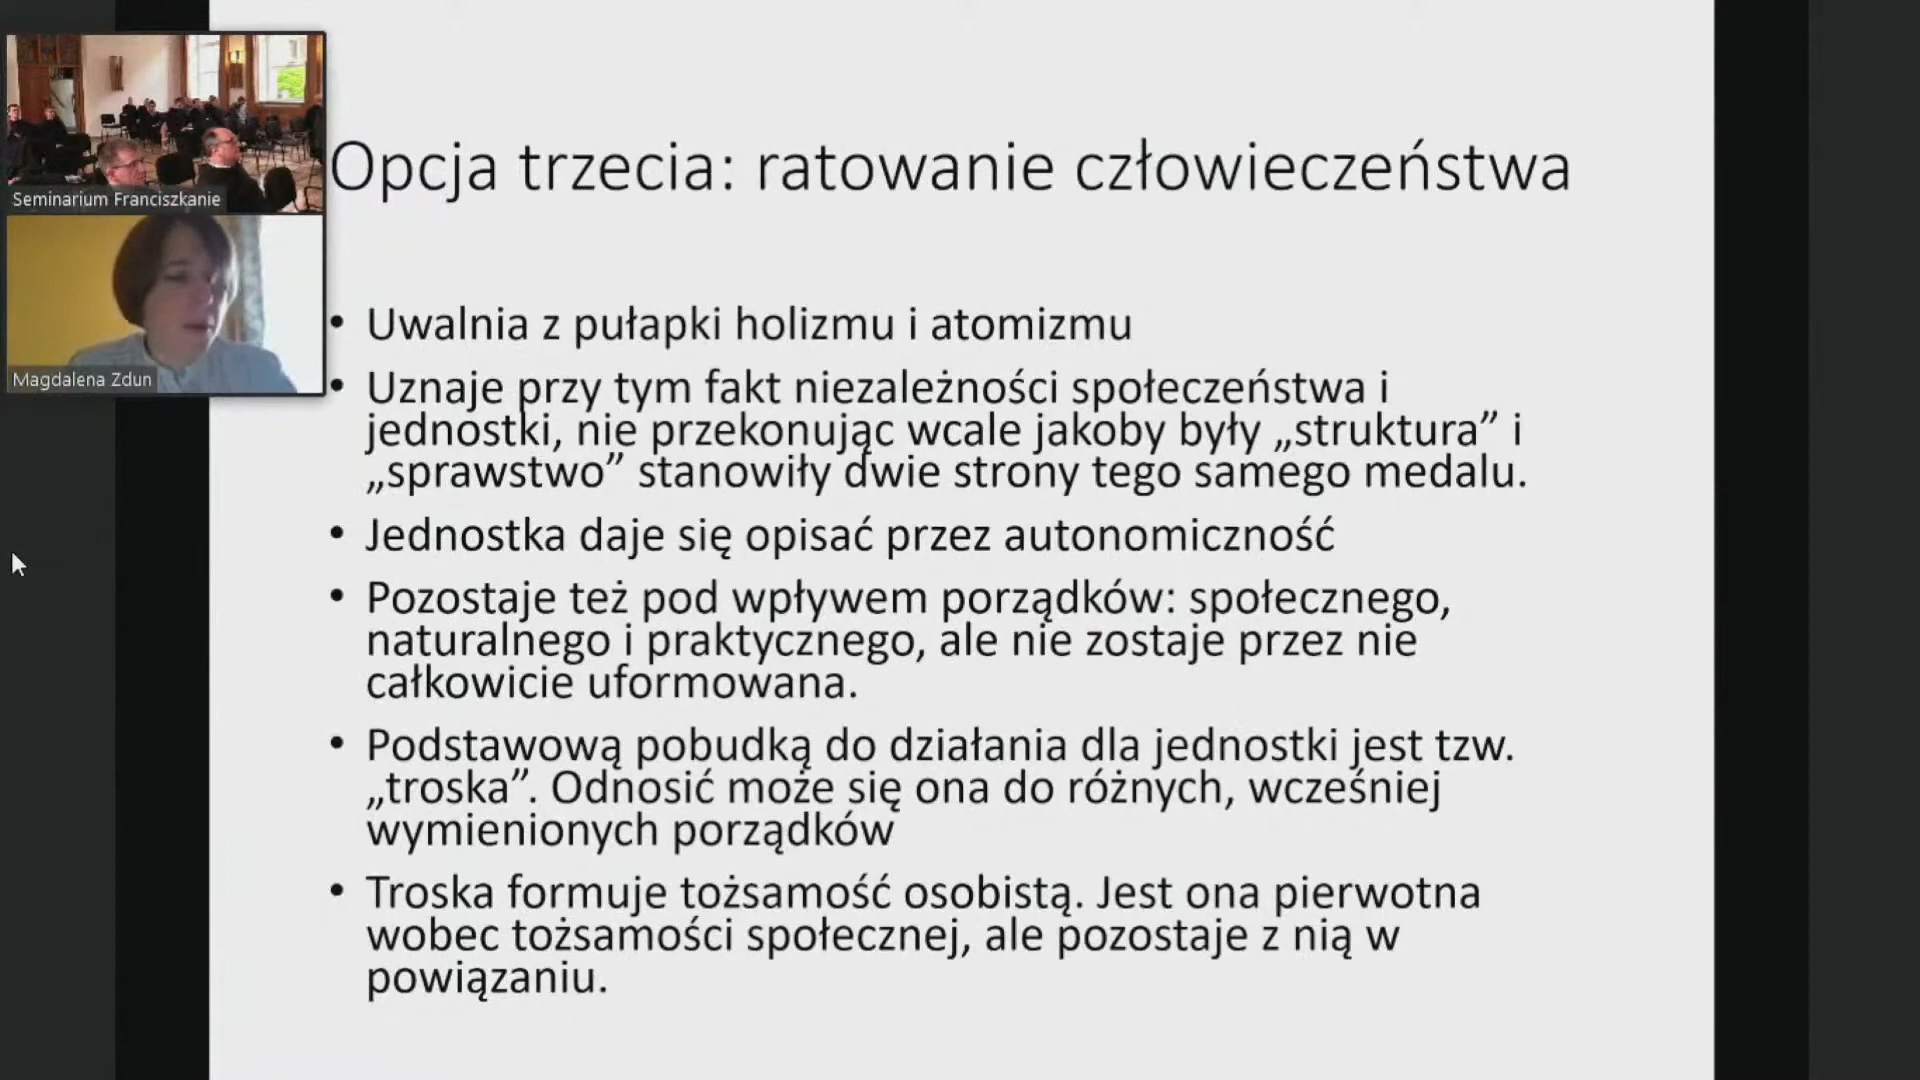 Seminarium Franciszkanie
Magdalena Zdun
Opcja trzecia: ratowanie człowieczeństwa
• Uwalnia z pułapki holizmu i atomizmu
• Uznaje przy tym fakt niezależności społeczeństwa i
jednostki, nie przekonując wcale jakoby były „struktura” i
„sprawstwo” stanowiły dwie strony tego samego medalu.
• Jednostka daje się opisać przez autonomiczność
• Pozostaje też pod wpływem porządków: społecznego,
naturalnego i praktycznego, ale nie zostaje przez nie
całkowicie uformowana.
• Podstawową pobudką do działania dla jednostki jest tzw.
„troska”. Odnosić może się ona do różnych, wcześniej
wymienionych porządków
• Troska formuje tożsamość osobistą. Jest ona pierwotna
wobec tożsamości społecznej, ale pozostaje z nią w
powiązaniu.